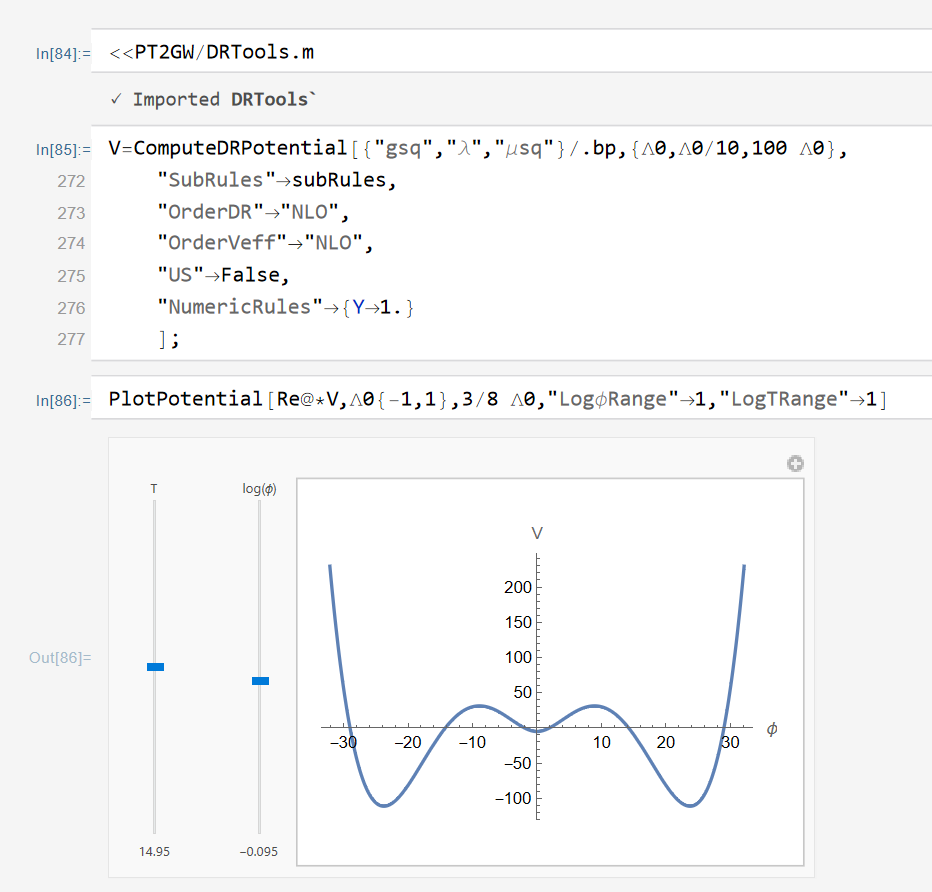 In[84]:= <<PT2GW/DRTools.m
✓ Imported DRTools`
In[85]:= V=ComputeDRPotential[{"gsq","λ","μsq"}/.bp,{Λ0,Λ0/10,100 Λ0},
272 "SubRules"→subRules,
273 "OrderDR"→"NLO",
274 "OrderVeff"→"NLO",
275 "US"→False,
276 "NumericRules"→{Y→1.}
277 ];
In[86]:= PlotPotential[Re@*V,Λ0{-1,1},3/8 Λ0,"LogϕRange"→1,"LogTRange"→1]
T log(ϕ)
V
200
150
100
50
−30 −20 −10 10 20 30 ϕ
−50
−100
Out[86]=
14.95 −0.095